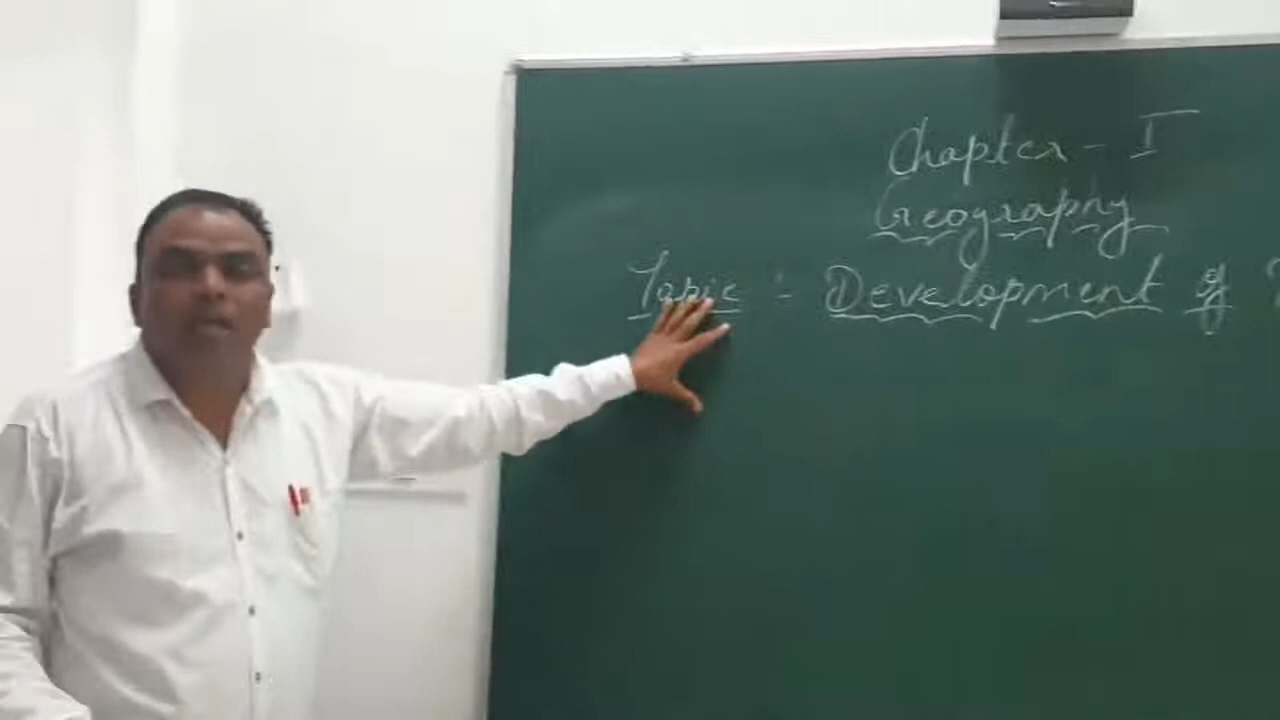 Chapter - I
Geography
Topic :- Development of